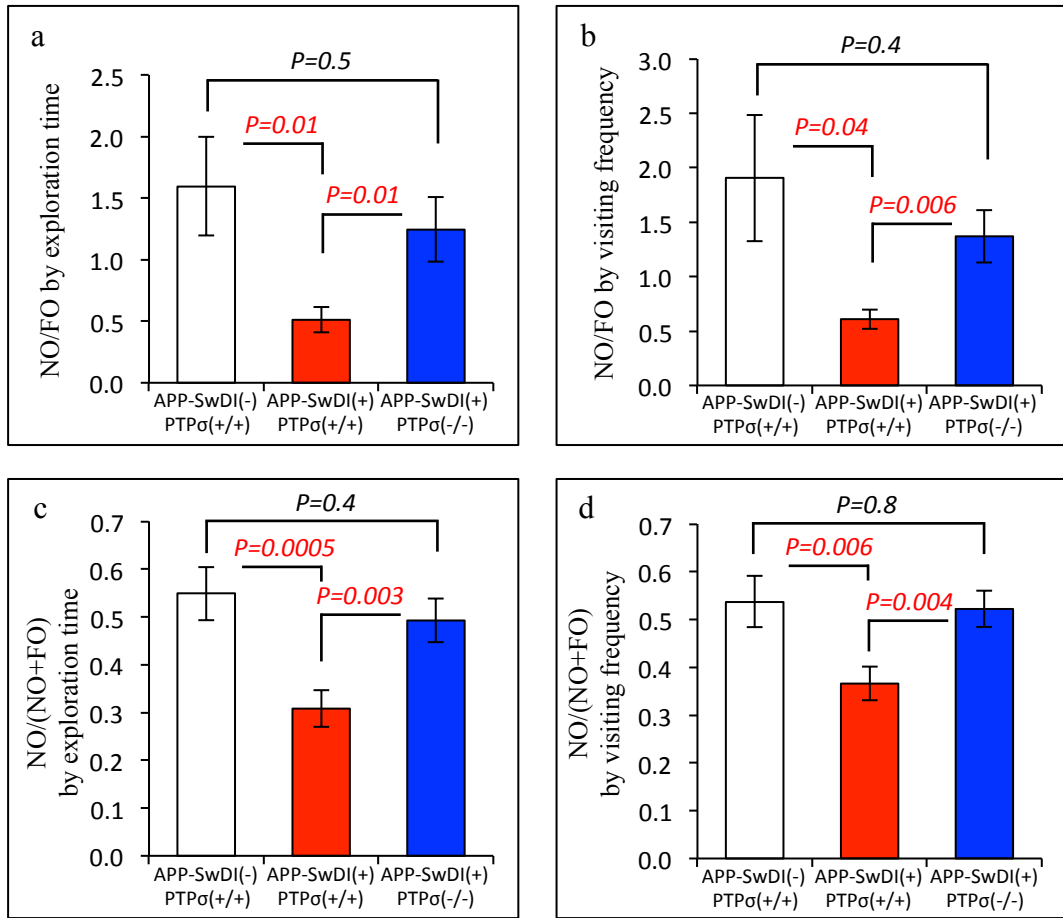 a
P=0.5
2.5
2.0
1.5
1.0
0.5
0.0
NO/FO by exploration time
P=0.01
P=0.01
APP-SwDI(-) APP-SwDI(+) APP-SwDI(+)
PTPσ(+/+) PTPσ(+/+) PTPσ(-/-)
b
P=0.4
3.0
2.5
2.0
1.5
1.0
0.5
0.0
NO/FO by visiting frequency
P=0.04
P=0.006
APP-SwDI(-) APP-SwDI(+) APP-SwDI(+)
PTPσ(+/+) PTPσ(+/+) PTPσ(-/-)
c
P=0.4
0.7
0.6
0.5
0.4
0.3
0.2
0.1
0.0
NO/(NO+FO)
by exploration time
P=0.0005
P=0.003
APP-SwDI(-) APP-SwDI(+) APP-SwDI(+)
PTPσ(+/+) PTPσ(+/+) PTPσ(-/-)
d
P=0.8
0.7
0.6
0.5
0.4
0.3
0.2
0.1
0.0
NO/(NO+FO)
by visiting frequency
P=0.006
P=0.004
APP-SwDI(-) APP-SwDI(+) APP-SwDI(+)
PTPσ(+/+) PTPσ(+/+) PTPσ(-/-)